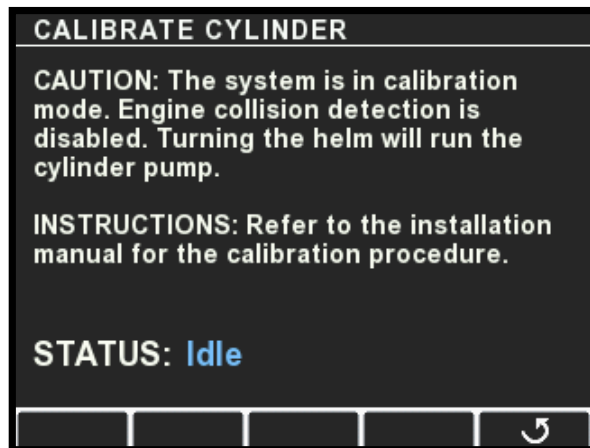 CALIBRATE CYLINDER
CAUTION: The system is in calibration
mode. Engine collision detection is
disabled. Turning the helm will run the
cylinder pump.
INSTRUCTIONS: Refer to the installation
manual for the calibration procedure.
STATUS: Idle